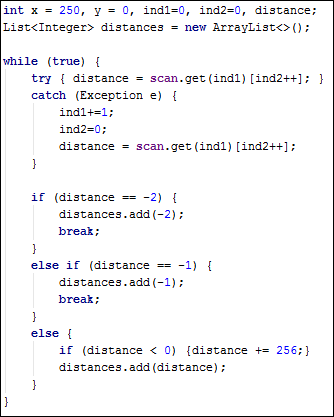 int x = 250, y = 0, ind1=0, ind2=0, distance;
List<Integer> distances = new ArrayList<>();

while (true) {
    try { distance = scan.get(ind1)[ind2++]; }
    catch (Exception e) {
        ind1+=1;
        ind2=0;
        distance = scan.get(ind1)[ind2++];
    }

    if (distance == -2) {
        distances.add(-2);
        break;
    }
    else if (distance == -1) {
        distances.add(-1);
        break;
    }
    else {
        if (distance < 0) {distance += 256;}
        distances.add(distance);
    }
}